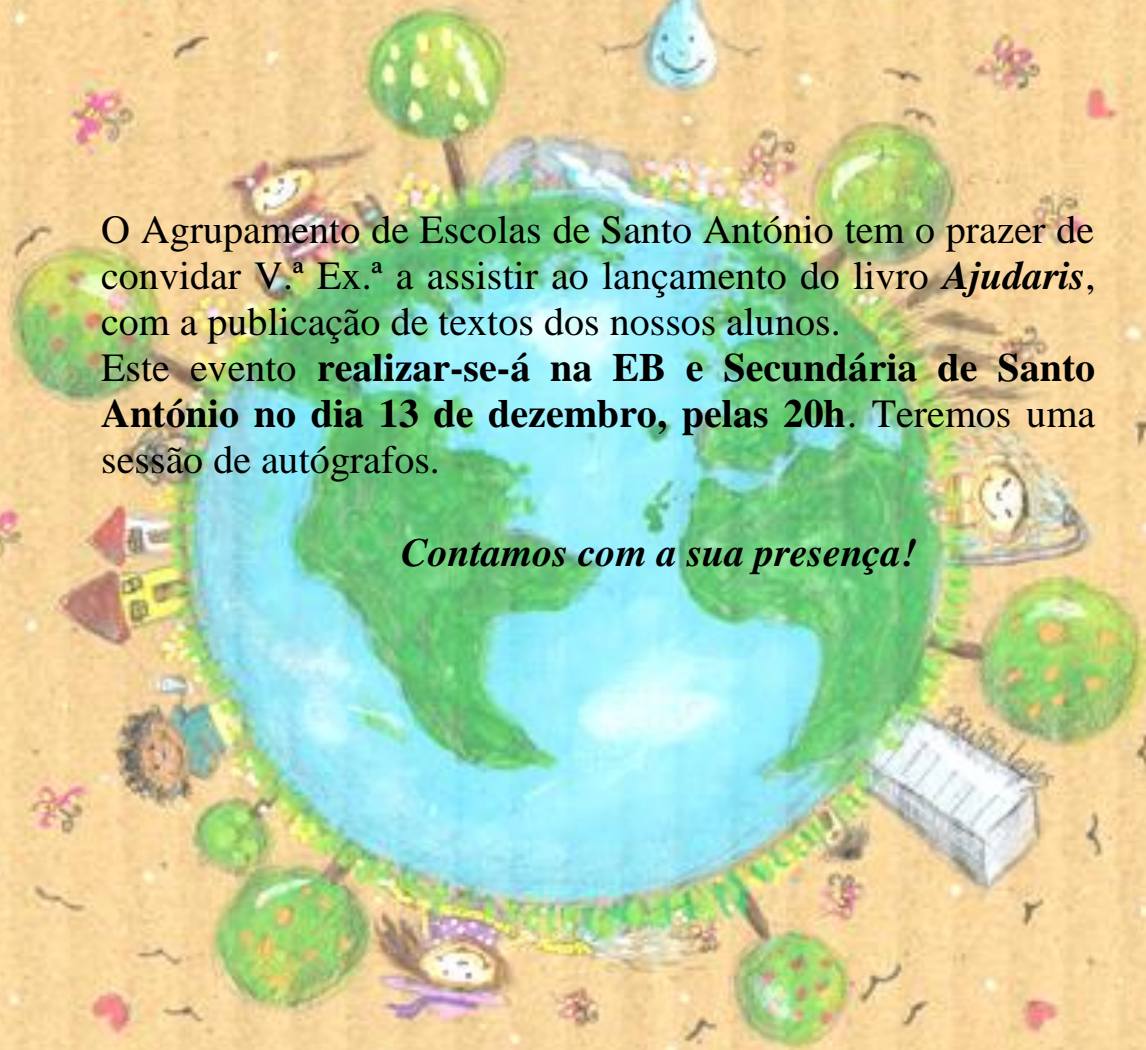 O Agrupamento de Escolas de Santo António tem o prazer de
convidar V.ª Ex.ª a assistir ao lançamento do livro Ajudaris,
com a publicação de textos dos nossos alunos.
Este evento realizar-se-á na EB e Secundária de Santo
António no dia 13 de dezembro, pelas 20h. Teremos uma
sessão de autógrafos.
Contamos com a sua presença!